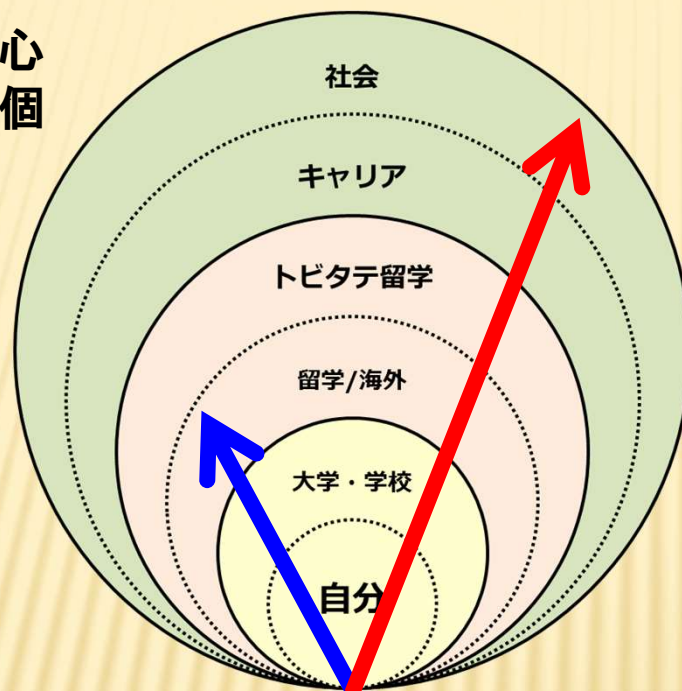 心
個
社会
キャリア
トビタテ留学
留学/海外
大学・学校
自分